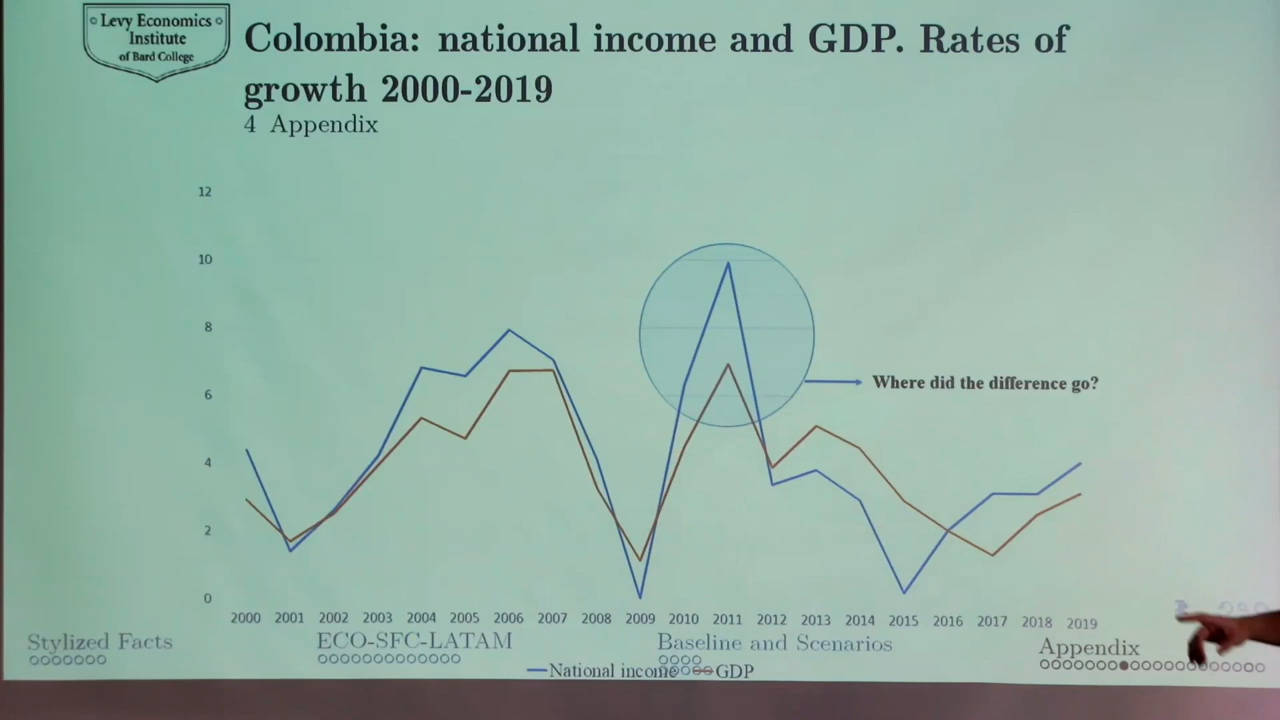 Levy Economics
Institute
of Bard College
Colombia: national income and GDP. Rates of
growth 2000-2019
4 Appendix
12
10
8
6
4
2
0
Where did the difference go?
2000 2001 2002 2003 2004 2005 2006 2007 2008 2009 2010 2011 2012 2013 2014 2015 2016 2017 2018 2019
Stylized Facts ECO-SFC-LATAM Baseline and Scenarios Appendix
National income GDP